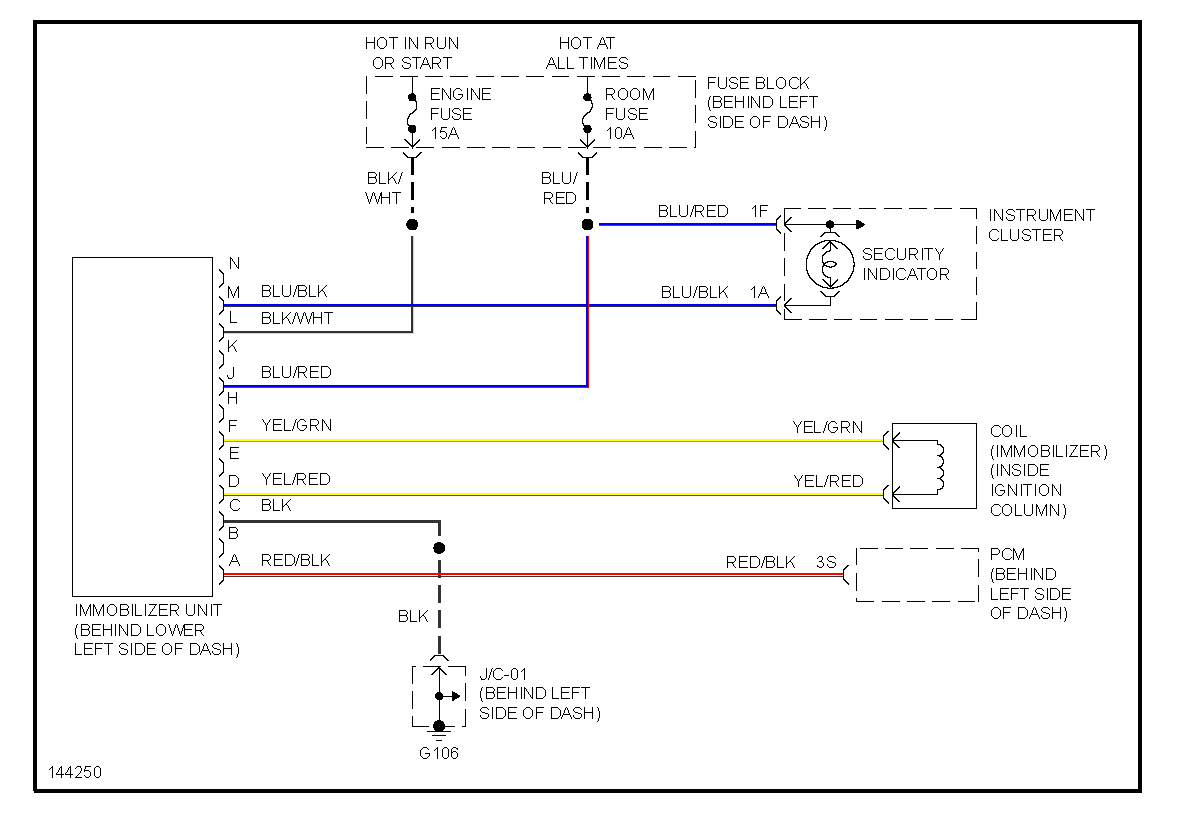 HOT IN RUN
OR START
HOT AT
ALL TIMES
ENGINE
FUSE
15A
ROOM
FUSE
10A
FUSE BLOCK
(BEHIND LEFT
SIDE OF DASH)
BLK/
WHT
BLU/
RED
BLU/RED 1F
INSTRUMENT
CLUSTER
SECURITY
INDICATOR
N
M BLU/BLK
BLU/BLK 1A
L BLK/WHT
K
J BLU/RED
H
F YEL/GRN
YEL/GRN
E
D YEL/RED
YEL/RED
COIL
(IMMOBILIZER)
(INSIDE
IGNITION
COLUMN)
C BLK
B
A RED/BLK
RED/BLK 3S
PCM
(BEHIND
LEFT SIDE
OF DASH)
IMMOBILIZER UNIT
(BEHIND LOWER
LEFT SIDE OF DASH)
BLK
J/C-01
(BEHIND LEFT
SIDE OF DASH)
G106
144250